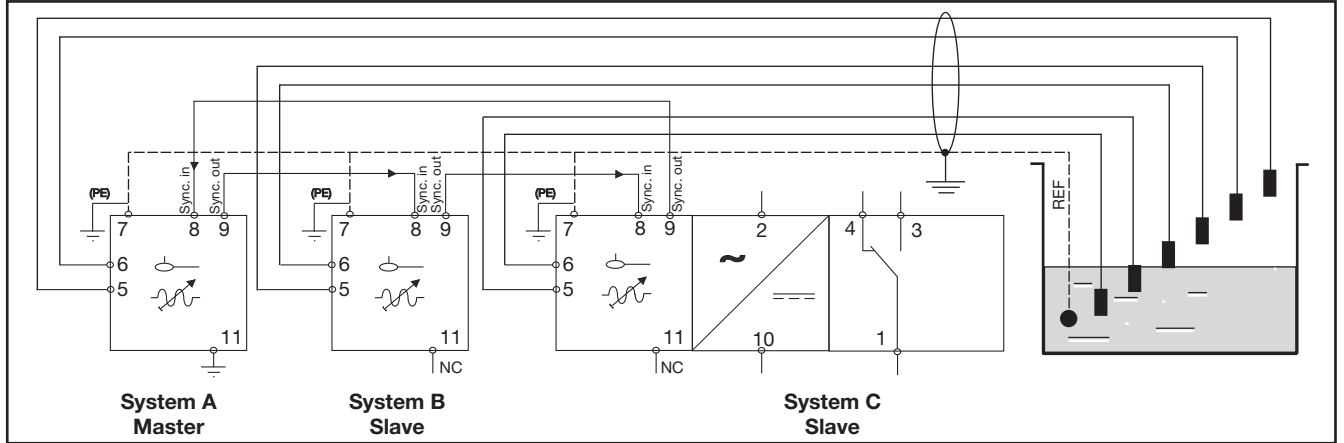 (PE)
Sync. in
Sync. out
7
8
9
6
5
11
System A
Master
(PE)
Sync. in
Sync. out
7
8
9
6
5
11
NC
System B
Slave
(PE)
Sync. in
Sync. out
7
8
9
6
5
11
NC
~
2
10
4
3
1
System C
Slave
REF